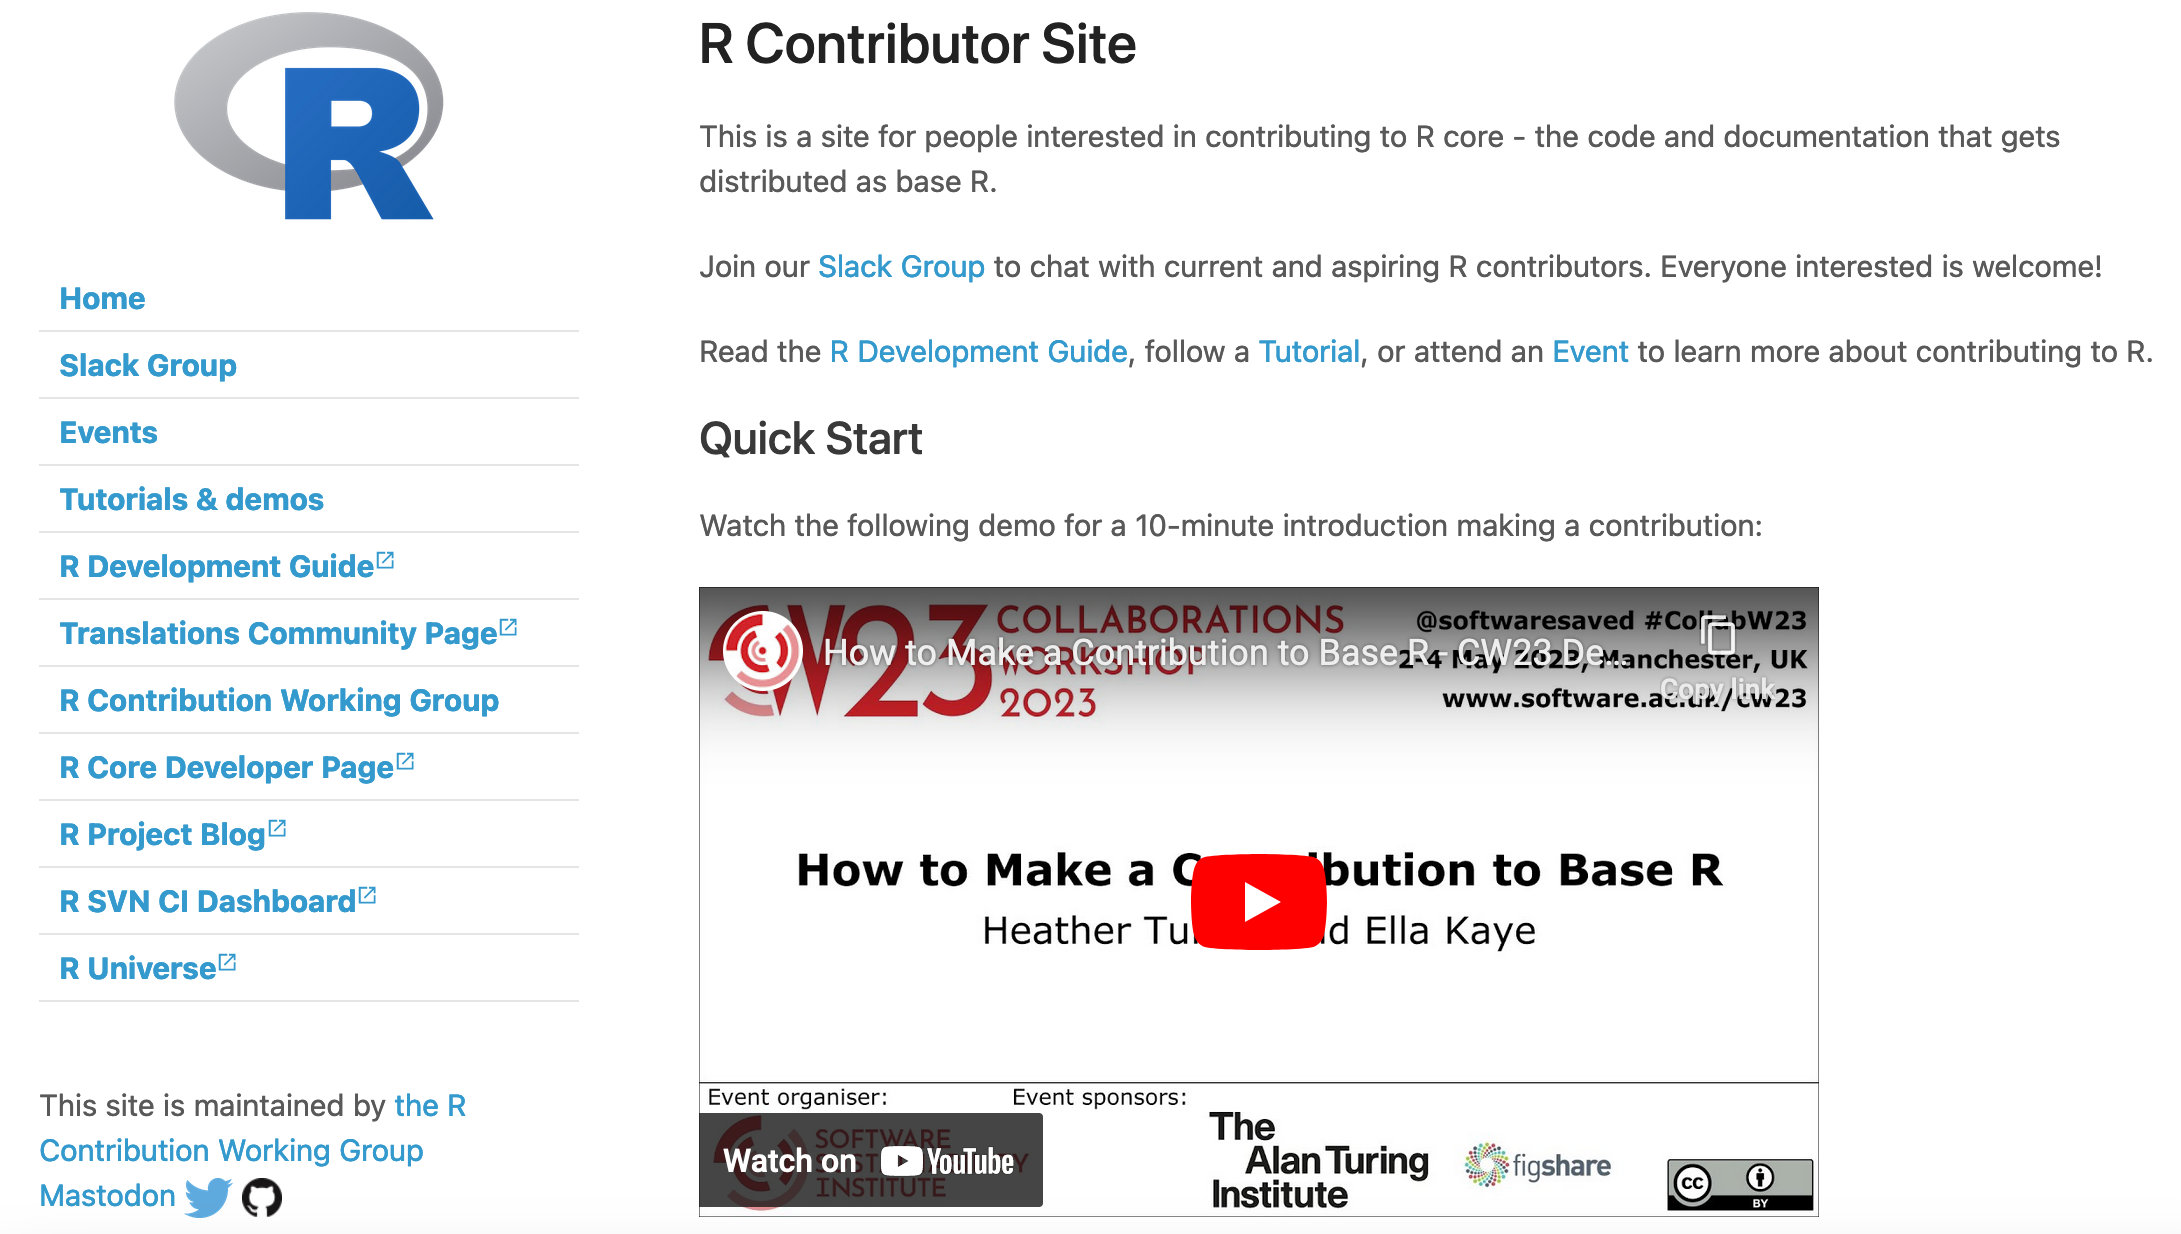 R
Home
Slack Group
Events
Tutorials & demos
R Development Guide
Translations Community Page
R Contribution Working Group
R Core Developer Page
R Project Blog
R SVN CI Dashboard
R Universe
This site is maintained by the R
Contribution Working Group
Mastodon
R Contributor Site
This is a site for people interested in contributing to R core - the code and documentation that gets
distributed as base R.
Join our Slack Group to chat with current and aspiring R contributors. Everyone interested is welcome!
Read the R Development Guide, follow a Tutorial, or attend an Event to learn more about contributing to R.
Quick Start
Watch the following demo for a 10-minute introduction making a contribution:
CW23 COLLABORATIONS
WORKSHOP
2023
@softwaresaved #CollabW23
2-4 May 2023, Manchester, UK
www.software.ac.uk/cw23
How to Make a Contribution to Base R - CW23 De...
Copy link
How to Make a Contribution to Base R
Heather Tu d Ella Kaye
Event organiser:
Event sponsors:
SOFTWARE
INSTITUTE
Watch on YouTube
The
Alan Turing
Institute
figshare
CC
BY